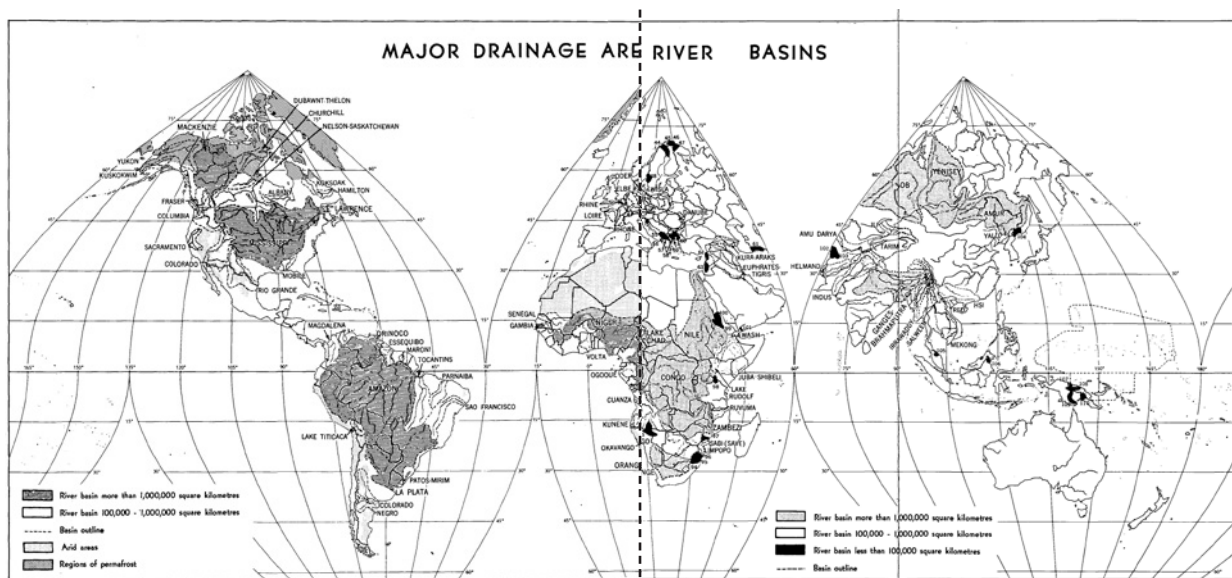 MAJOR DRAINAGE ARE RIVER BASINS
DUBAWNT-THELON
CHURCHILL
NELSON-SASKATCHEWAN
MACKENZIE
YUKON
KUSKOKWIM
FRASER
COLUMBIA
SACRAMENTO
COLORADO
ALBANY
KOKSOAK
HAMILTON
LAWRENCE
MOBILE
RIO GRANDE
MAGDALENA
ORINOCO
ESSEQUIBO
MARONI
TOCANTINS
PARNAIBA
AMAZON
SAO FRANCISCO
LAKE TITICACA
PATOS-MIRIM
LA PLATA
COLORADO
NEGRO
River basin more than 1,000,000 square kilometres
River basin 100,000 - 1,000,000 square kilometres
Basin outline
Arid areas
Regions of permafrost
ODER
ELBE
RHINE
LOIRE
RHONE
KURA-ARAKS
EUPHRATES-
TIGRIS
SENEGAL
GAMBIA
NIGER
VOLTA
LAKE
CHAD
NILE
AWASH
OGOOUE
CONGO
JUBA SHIBELI
LAKE
RUDOLF
RUVUMA
CUANZA
KUNENE
OKAVANGO
ZAMBEZI
SABI (SAVE)
LIMPOPO
ORANGE
OB
YENISEY
AMUR
YALU
AMU DARYA
TARIM
HELMAND
INDUS
GANGES
BRAHMAPUTRA
IRRAWADDY
SALWEEN
HSI
MEKONG
River basin more than 1,000,000 square kilometres
River basin 100,000 - 1,000,000 square kilometres
River basin less than 100,000 square kilometres
Basin outline